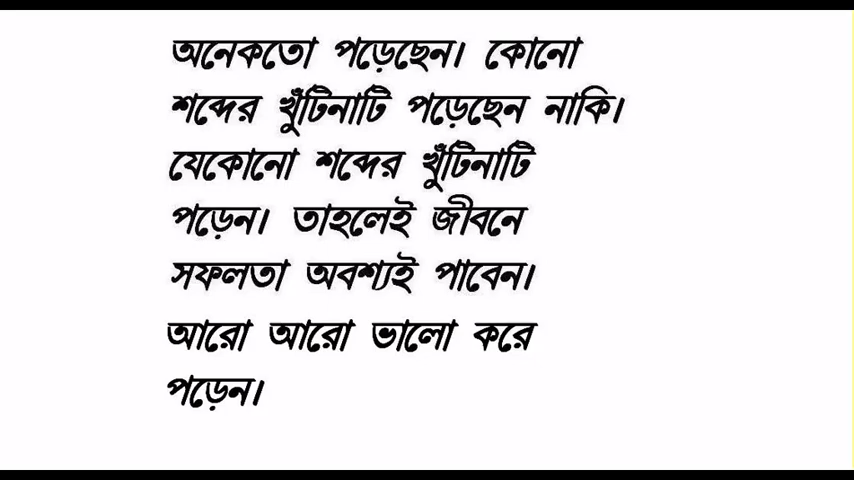 অনেকতো পড়েছেন। কোনো
শব্দের খুঁটিনাটি পড়েছেন নাকি।
যেকোনো শব্দের খুঁটিনাটি
পড়েন। তাহলেই জীবনে
সফলতা অবশ্যই পাবেন।
আরো আরো ভালো করে
পড়েন।